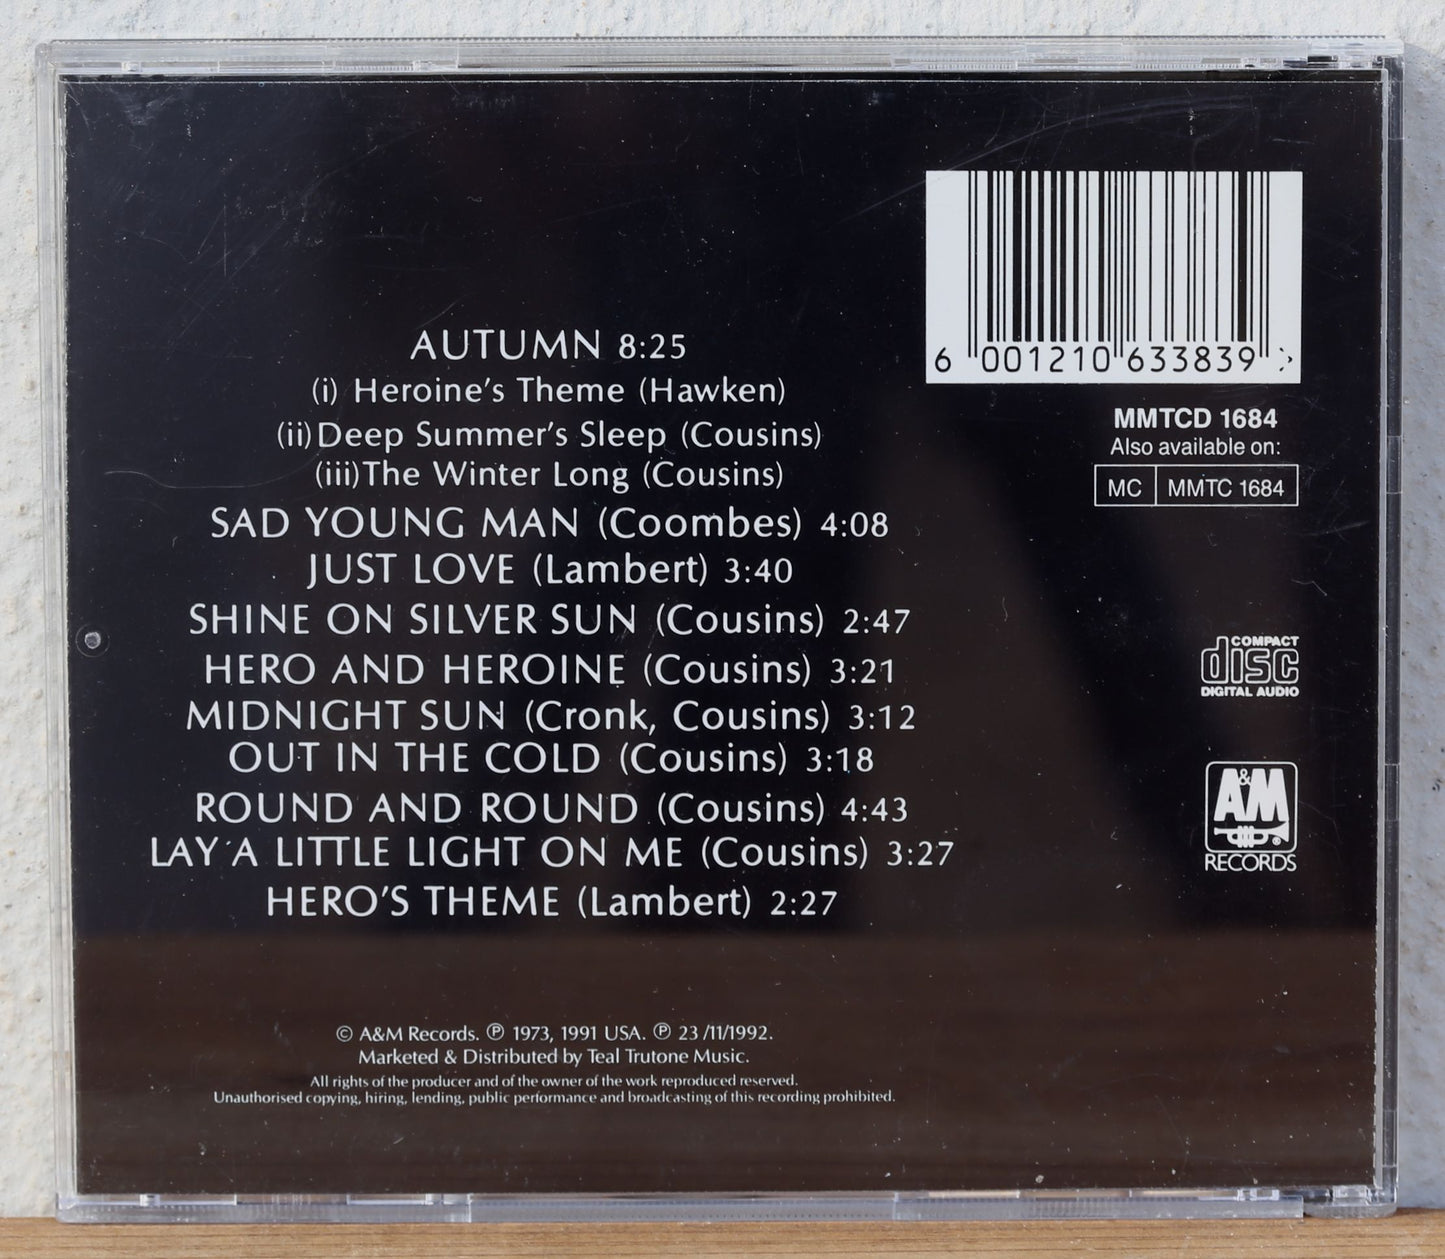 AUTUMN 8:25
(i) Heroine's Theme (Hawken)
(ii) Deep Summer's Sleep (Cousins)
(iii) The Winter Long (Cousins)
SAD YOUNG MAN (Coombes) 4:08
JUST LOVE (Lambert) 3:40
SHINE ON SILVER SUN (Cousins) 2:47
HERO AND HEROINE (Cousins) 3:21
MIDNIGHT SUN (Cronk, Cousins) 3:12
OUT IN THE COLD (Cousins) 3:18
ROUND AND ROUND (Cousins) 4:43
LAY A LITTLE LIGHT ON ME (Cousins) 3:27
HERO'S THEME (Lambert) 2:27
© A&M Records. ℗ 1973, 1991 USA. ℗ 23/11/1992.
Marketed & Distributed by Teal Trutone Music.
All rights of the producer and of the owner of the work reproduced reserved.
Unauthorised copying, hiring, lending, public performance and broadcasting of this recording prohibited.
6 001210 633839 >
MMTCD 1684
Also available on:
MC MMTC 1684
COMPACT
disc
DIGITAL AUDIO
A&M
®
RECORDS